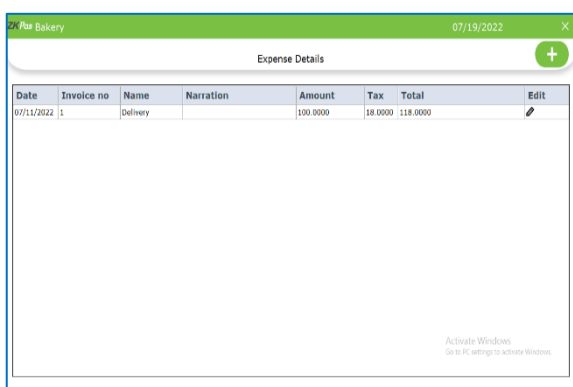 ZKPos Bakery 07/19/2022 X
Expense Details +
Date Invoice no Name Narration Amount Tax Total Edit
07/11/2022 1 Delivery 100.0000 18.0000 118.0000
Activate Windows
Go to PC settings to activate Windows.